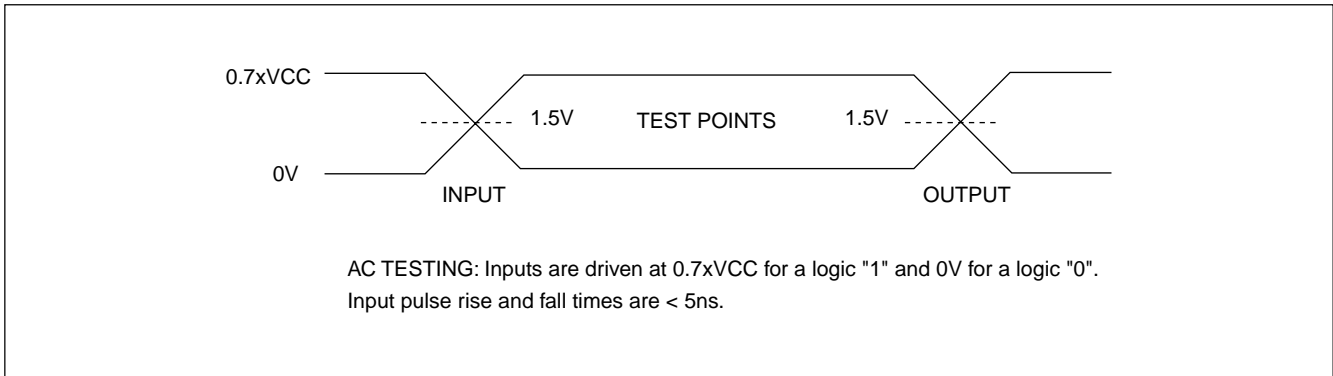 0.7xVCC
1.5V TEST POINTS 1.5V
0V
INPUT OUTPUT
AC TESTING: Inputs are driven at 0.7xVCC for a logic "1" and 0V for a logic "0".
Input pulse rise and fall times are < 5ns.